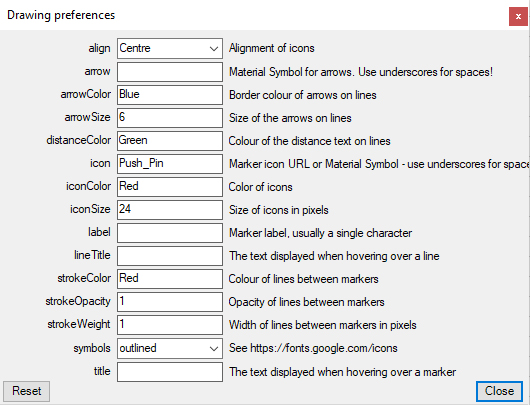 Drawing preferences x
align Centre Alignment of icons
arrow Material Symbol for arrows. Use underscores for spaces!
arrowColor Blue Border colour of arrows on lines
arrowSize 6 Size of the arrows on lines
distanceColor Green Colour of the distance text on lines
icon Push_Pin Marker icon URL or Material Symbol - use underscores for space
iconColor Red Color of icons
iconSize 24 Size of icons in pixels
label Marker label, usually a single character
lineTitle The text displayed when hovering over a line
strokeColor Red Colour of lines between markers
strokeOpacity 1 Opacity of lines between markers
strokeWeight 1 Width of lines between markers in pixels
symbols outlined See https://fonts.google.com/icons
title The text displayed when hovering over a marker
Reset Close